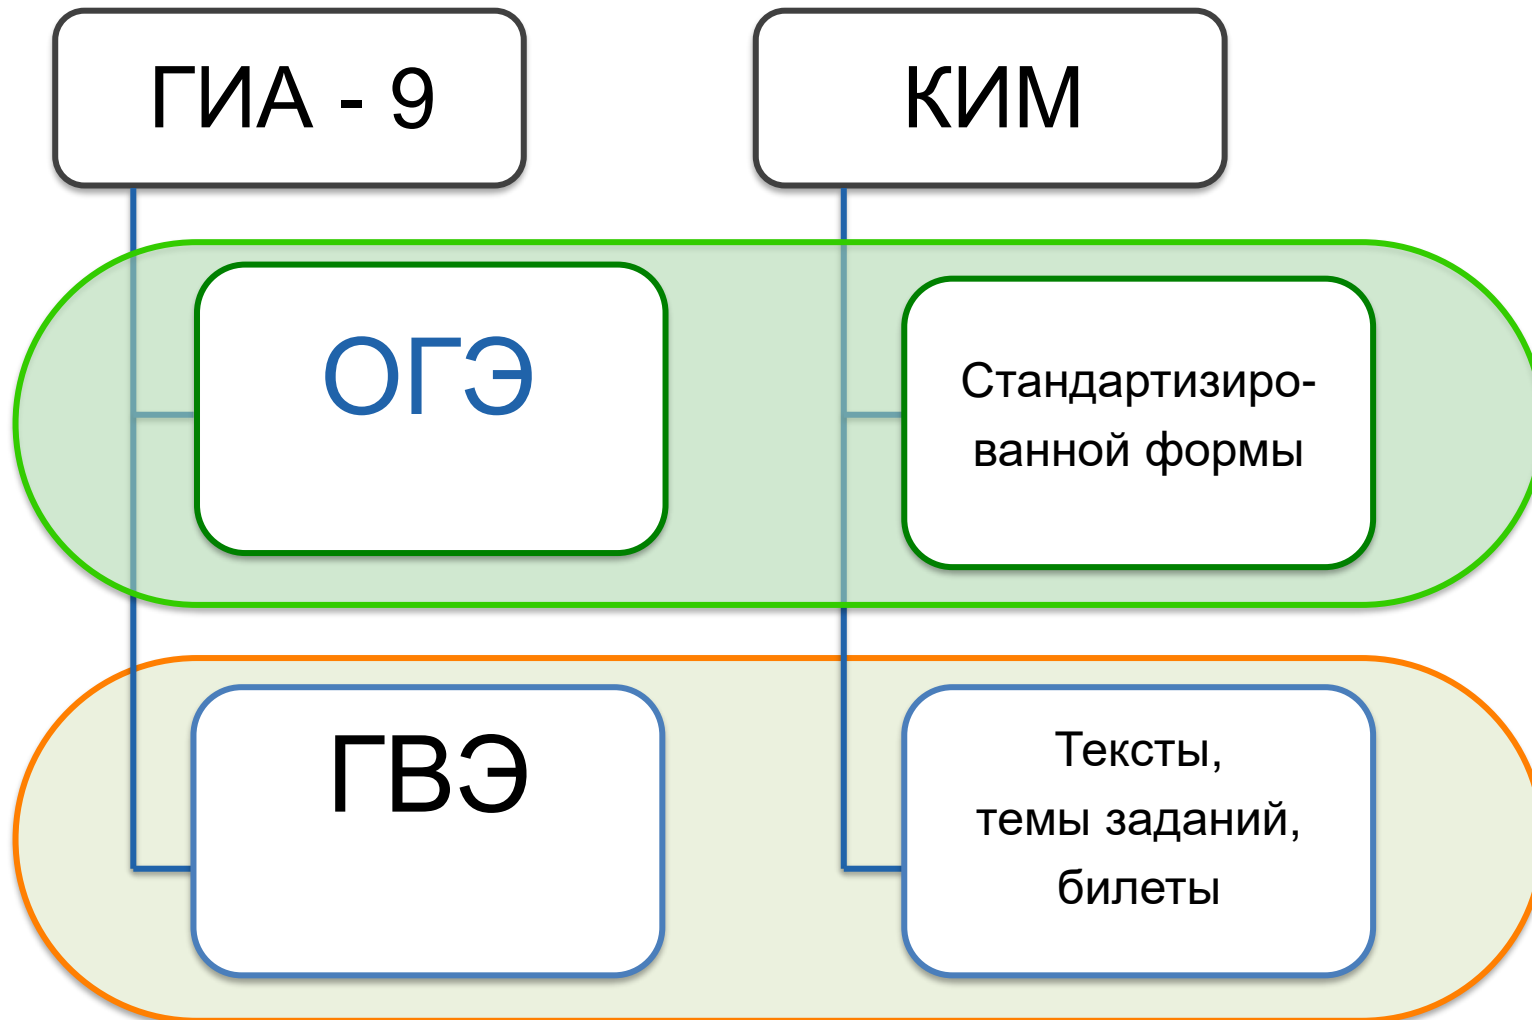 ГИА - 9
КИМ
ОГЭ
Стандартизиро-
ванной формы
ГВЭ
Тексты,
темы заданий,
билеты